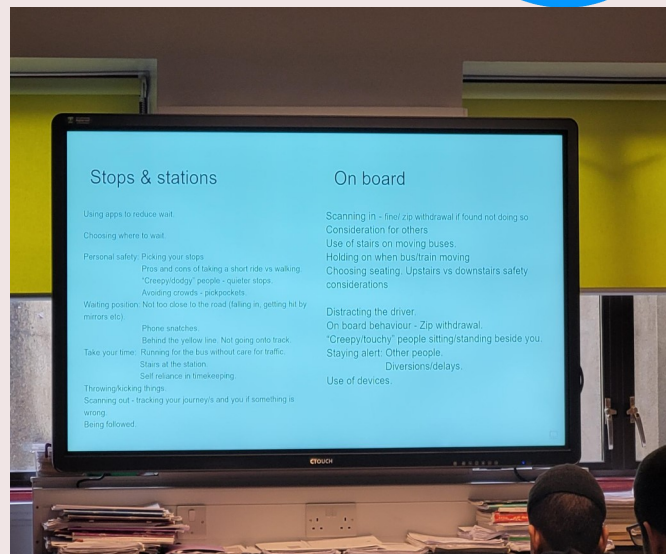 Stops & stations
Using apps to reduce wait.
Choosing where to wait.
Personal safety: Picking your stops
Pros and cons of taking a short ride vs walking.
"Creepy/dodgy" people - quieter stops.
Avoiding crowds - pickpockets.
Waiting position: Not too close to the road (falling in, getting hit by
mirrors etc).
Phone snatches.
Behind the yellow line. Not going onto track.
Take your time: Running for the bus without care for traffic.
Stairs at the station.
Self reliance in timekeeping.
Throwing/kicking things.
Scanning out - tracking your journey/s and you if something is
wrong.
Being followed.
On board
Scanning in - fine/ zip withdrawal if found not doing so
Consideration for others
Use of stairs on moving buses.
Holding on when bus/train moving
Choosing seating. Upstairs vs downstairs safety
considerations
Distracting the driver.
On board behaviour - Zip withdrawal.
"Creepy/touchy" people sitting/standing beside you.
Staying alert: Other people.
Diversions/delays.
Use of devices.
CTOUCH